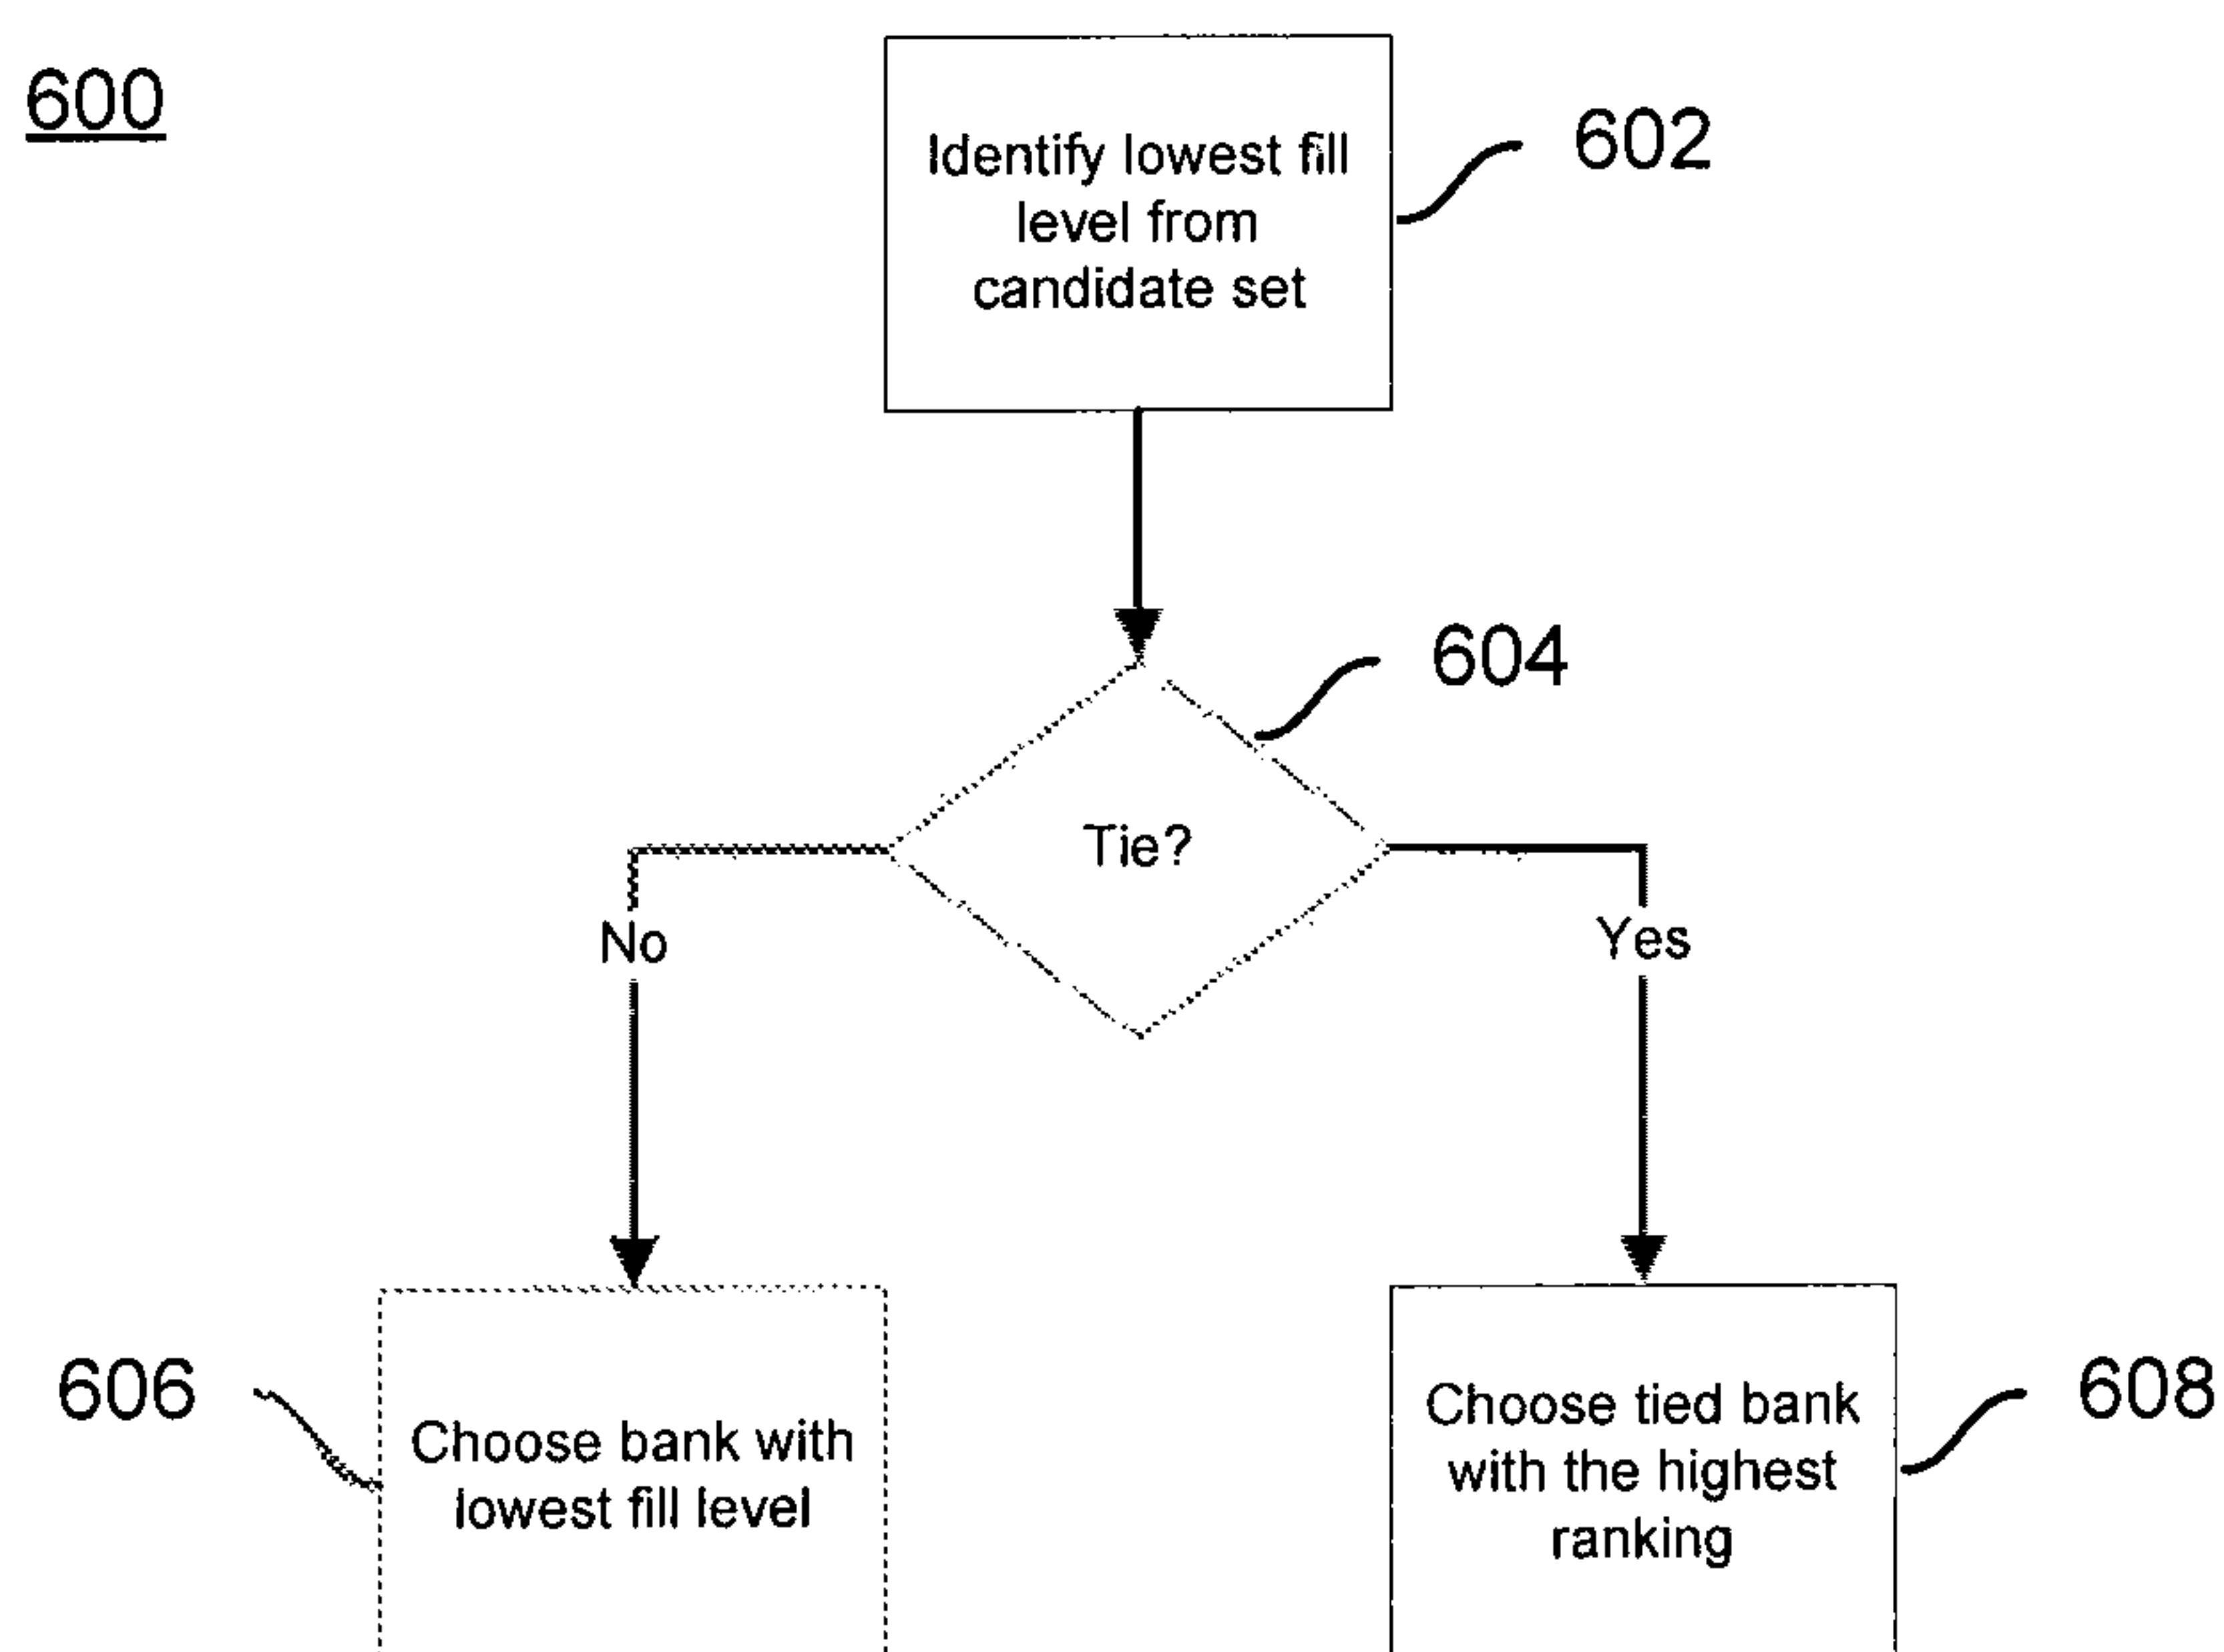 600
Identify lowest fill
level from
candidate set
602
604
Tie?
No
Yes
606
Choose bank with
lowest fill level
Choose tied bank
with the highest
ranking
608